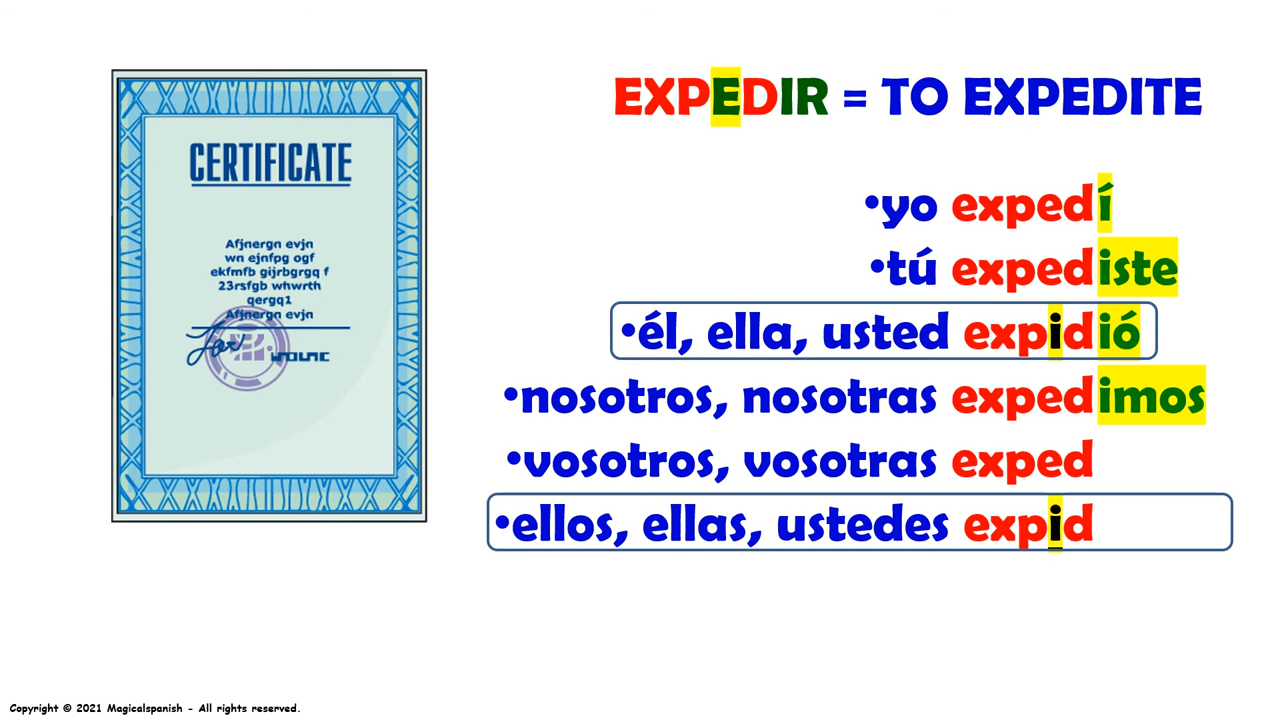 EXPEDIR = TO EXPEDITE
•yo expedí
•tú expediste
•él, ella, usted expidió
•nosotros, nosotras expedimos
•vosotros, vosotras exped
•ellos, ellas, ustedes expid
CERTIFICATE
Afjnergn evjn
wn ejnfpg ogf
ekfmfb gijrbgrgq f
23rsfgb whwrth
qergq1
Afjnergn evjn
Copyright © 2021 Magicalspanish - All rights reserved.